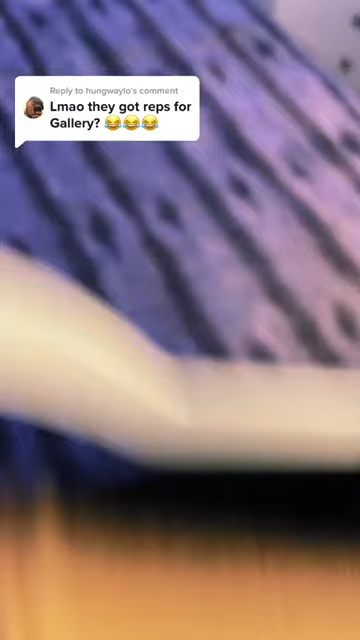 Reply to hungwaylo's comment
Lmao they got reps for
Gallery? 😂😂😂